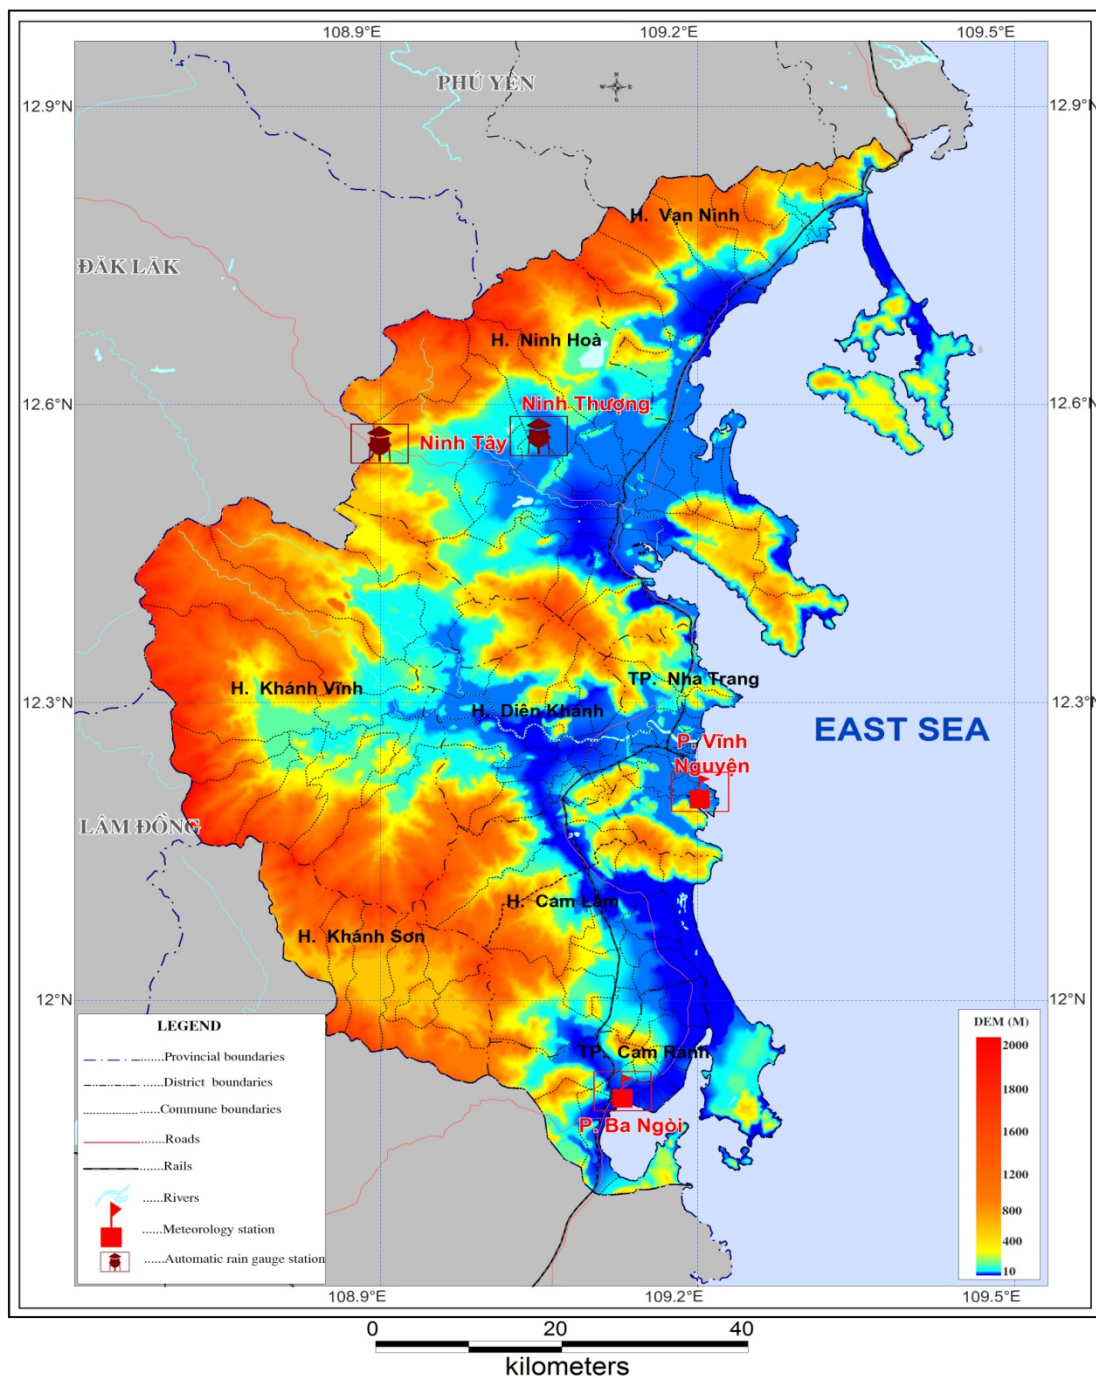 108.9°E 109.2°E 109.5°E
PHÚ YÊN
N
W E
S
12.9°N 12.9°N
H. Vạn Ninh
ĐĂK LĂK
H. Ninh Hoà
12.6°N Ninh Thượng 12.6°N
Ninh Tây
H. Khánh Vĩnh
TP. Nha Trang
12.3°N 12.3°N
H. Diên Khánh
EAST SEA
P. Vĩnh
Nguyện
LÂM ĐỒNG
H. Cam Lâm
H. Khánh Sơn
12°N 12°N
TP. Cam Ranh
P. Ba Ngòi
LEGEND
Provincial boundaries
District boundaries
Commune boundaries
Roads
Rails
Rivers
Meteorology station
Automatic rain gauge station
DEM (M)
2000
1800
1600
1200
800
400
10
108.9°E 109.2°E 109.5°E
0 20 40
kilometers